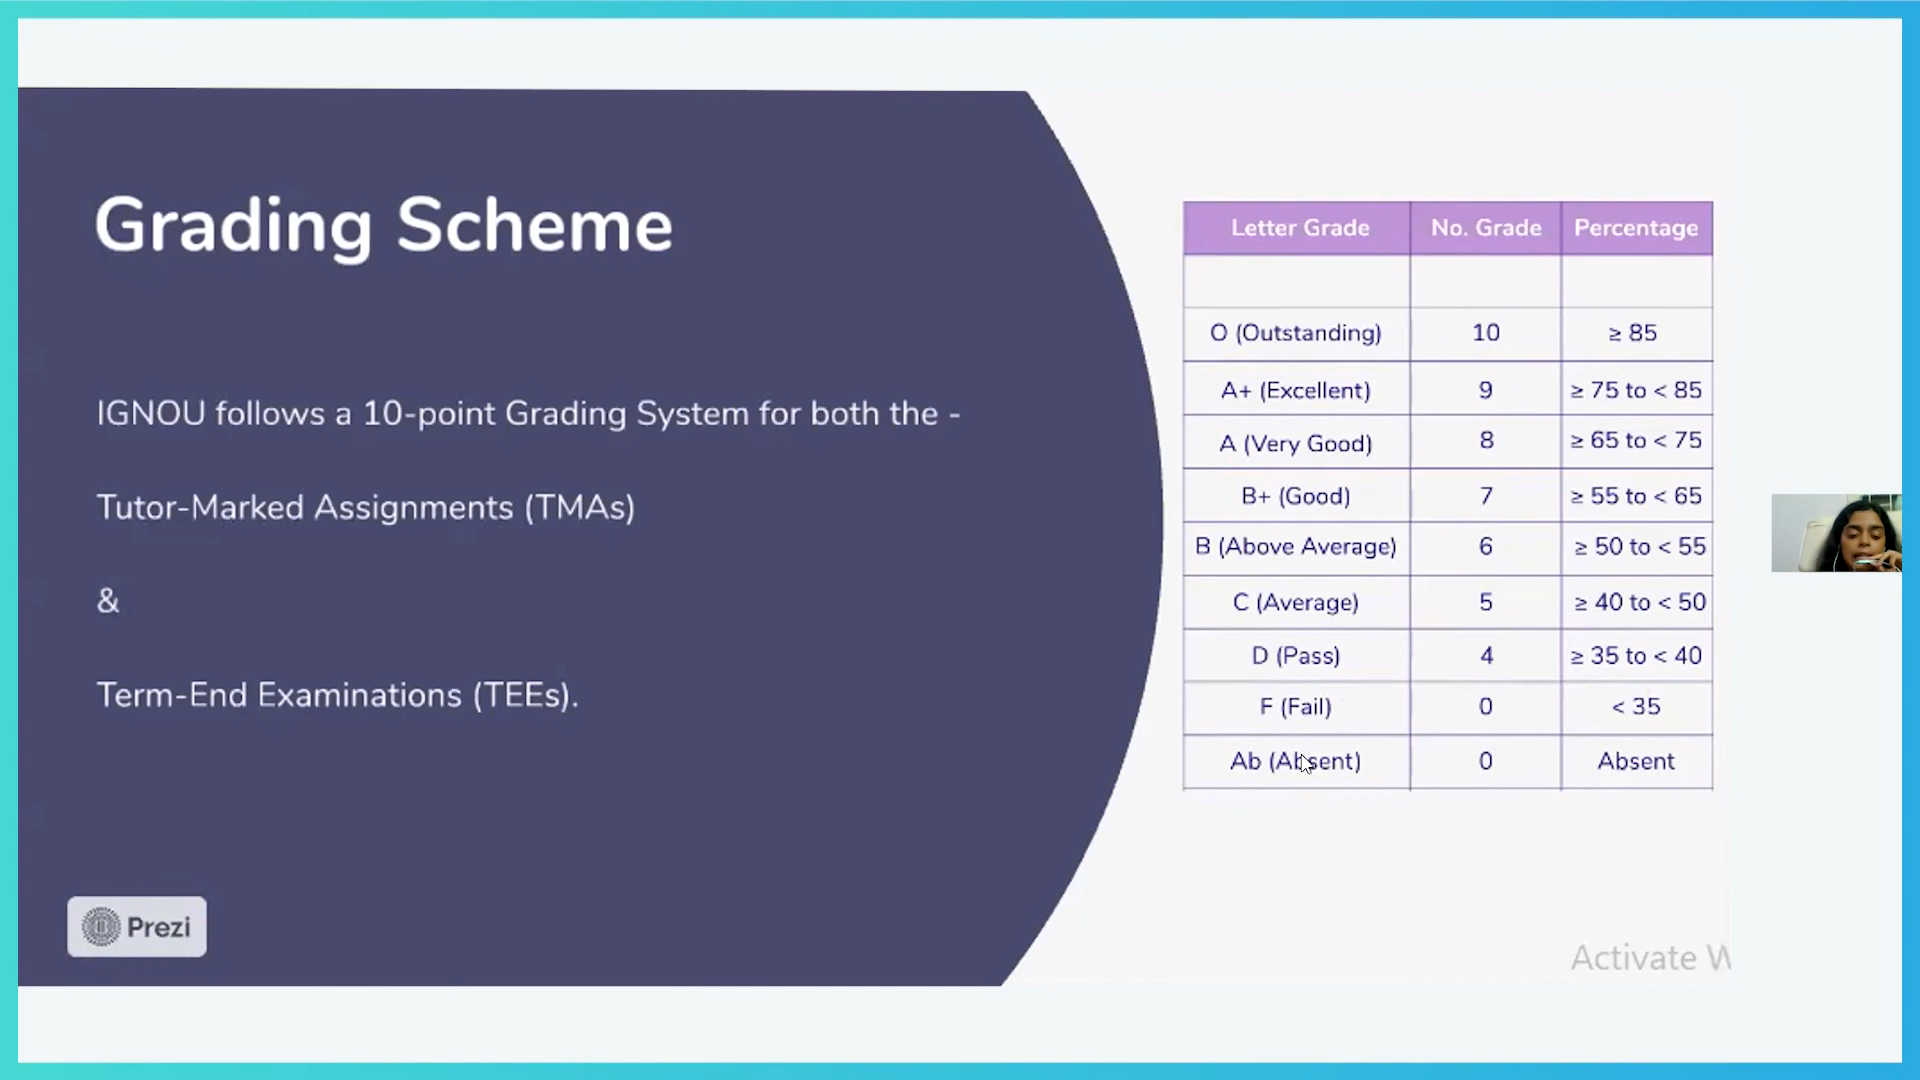 Grading Scheme
IGNOU follows a 10-point Grading System for both the -
Tutor-Marked Assignments (TMAs)
&
Term-End Examinations (TEEs).
Prezi
Letter Grade No. Grade Percentage
O (Outstanding) 10 ≥ 85
A+ (Excellent) 9 ≥ 75 to < 85
A (Very Good) 8 ≥ 65 to < 75
B+ (Good) 7 ≥ 55 to < 65
B (Above Average) 6 ≥ 50 to < 55
C (Average) 5 ≥ 40 to < 50
D (Pass) 4 ≥ 35 to < 40
F (Fail) 0 < 35
Ab (Absent) 0 Absent
Activate W